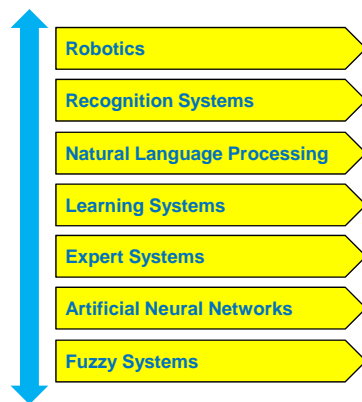 Robotics
Recognition Systems
Natural Language Processing
Learning Systems
Expert Systems
Artificial Neural Networks
Fuzzy Systems